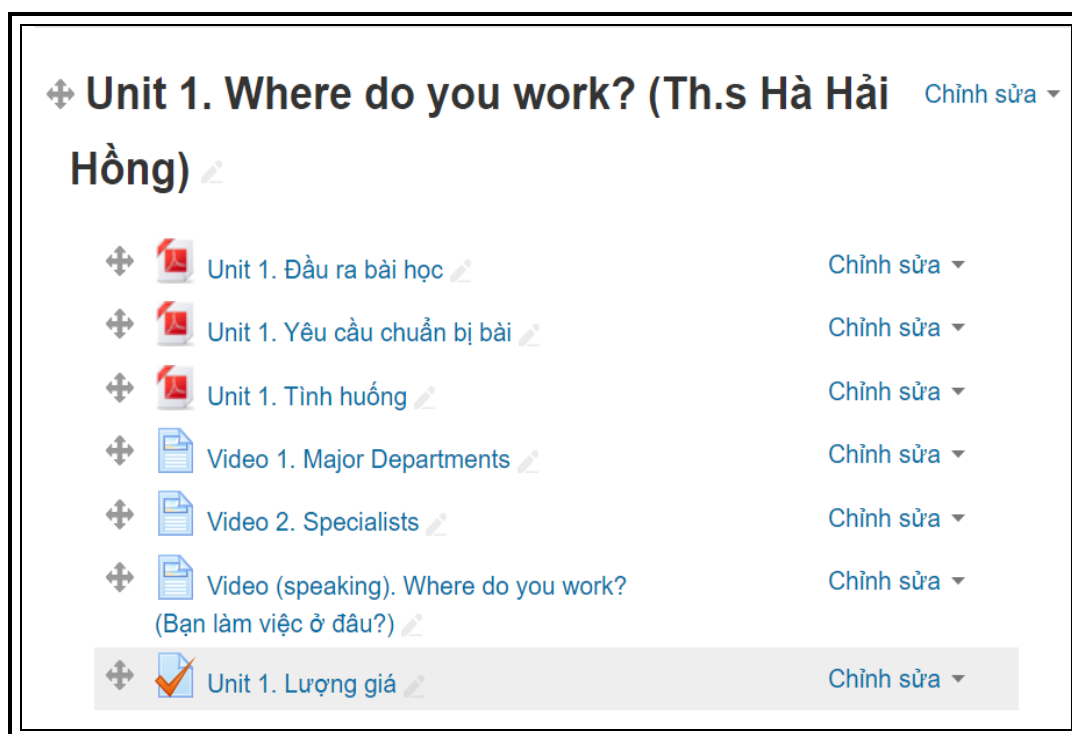 Unit 1. Where do you work? (Th.s Hà Hải Chỉnh sửa
Hồng)
Unit 1. Đầu ra bài học Chỉnh sửa
Unit 1. Yêu cầu chuẩn bị bài Chỉnh sửa
Unit 1. Tình huống Chỉnh sửa
Video 1. Major Departments Chỉnh sửa
Video 2. Specialists Chỉnh sửa
Video (speaking). Where do you work? Chỉnh sửa
(Bạn làm việc ở đâu?)
Unit 1. Lượng giá Chỉnh sửa